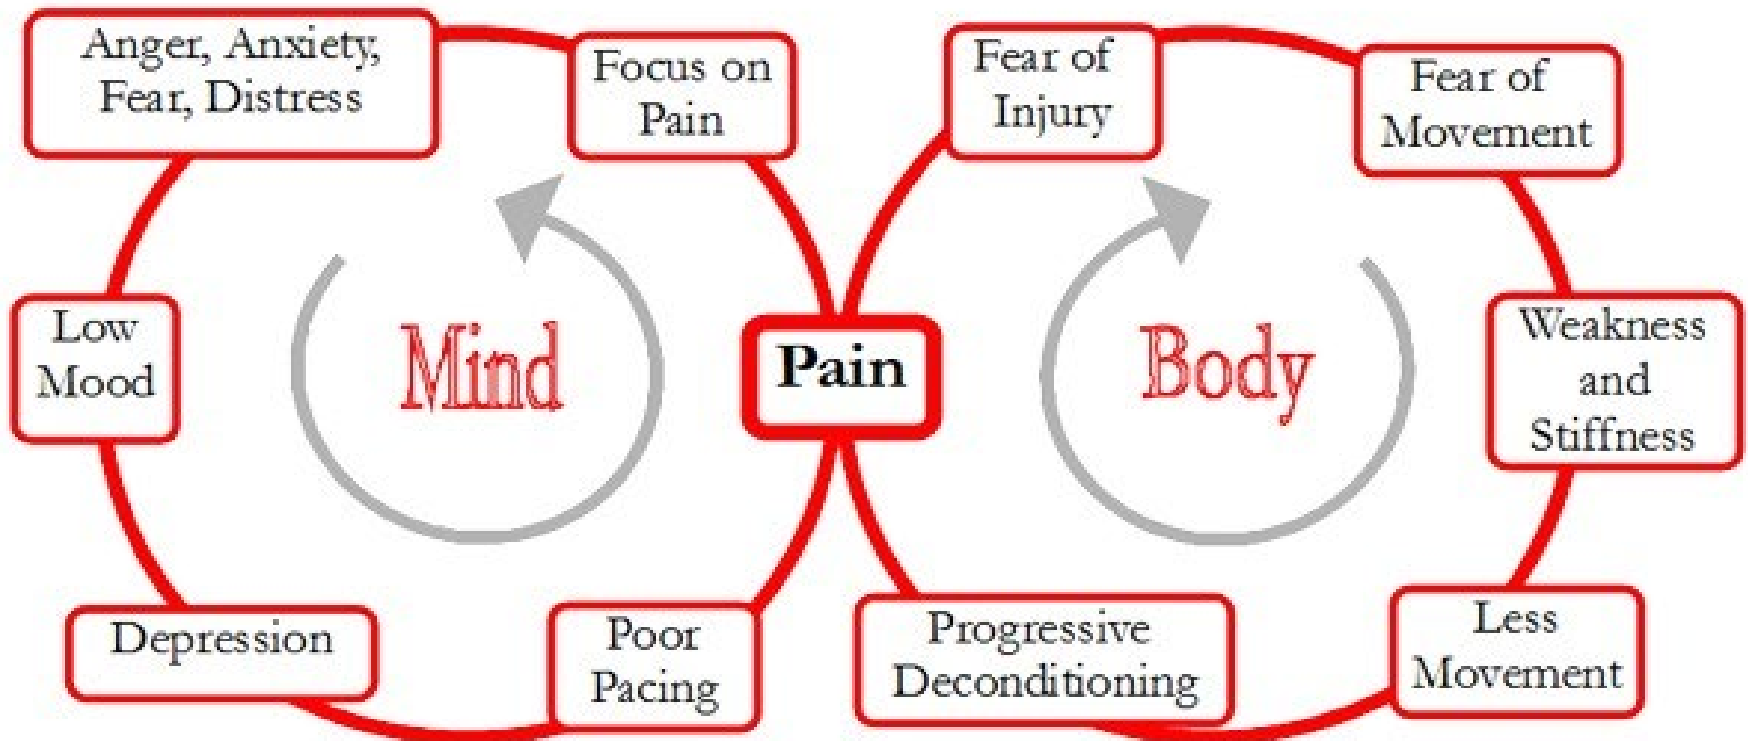 Anger, Anxiety,
Fear, Distress
Focus on
Pain
Fear of
Injury
Fear of
Movement
Low
Mood
Mind
Pain
Body
Weakness
and
Stiffness
Depression
Poor
Pacing
Progressive
Deconditioning
Less
Movement